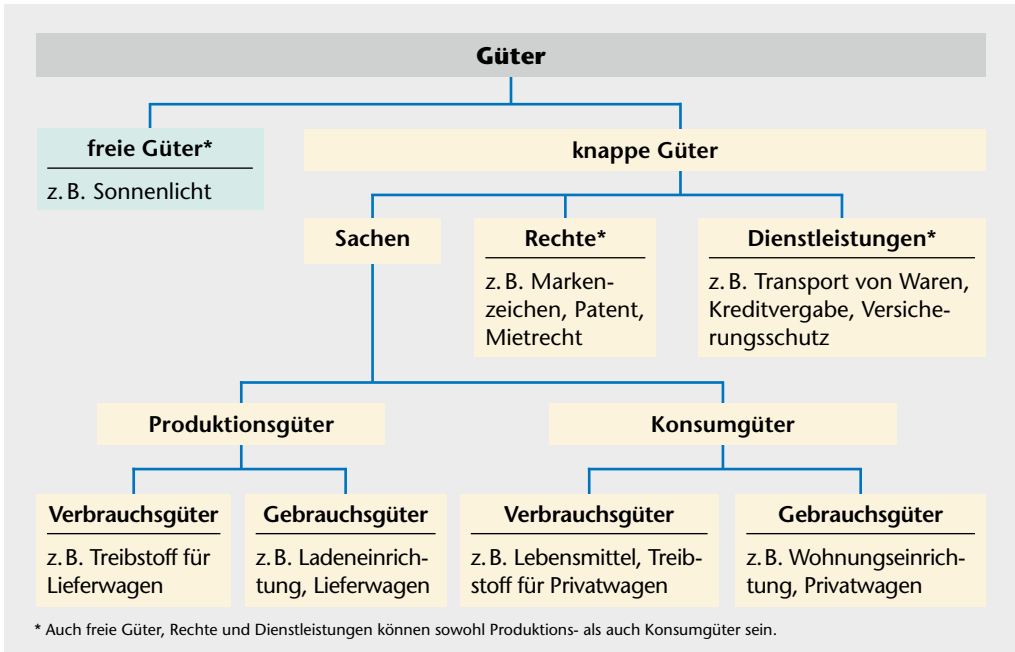 Güter
freie Güter*
z. B. Sonnenlicht
knappe Güter
Sachen
Rechte*
z. B. Marken-
zeichen, Patent,
Mietrecht
Dienstleistungen*
z. B. Transport von Waren,
Kreditvergabe, Versiche-
rungsschutz
Produktionsgüter
Konsumgüter
Verbrauchsgüter
z. B. Treibstoff für
Lieferwagen
Gebrauchsgüter
z. B. Ladeneinrich-
tung, Lieferwagen
Verbrauchsgüter
z. B. Lebensmittel, Treib-
stoff für Privatwagen
Gebrauchsgüter
z. B. Wohnungseinrich-
tung, Privatwagen
* Auch freie Güter, Rechte und Dienstleistungen können sowohl Produktions- als auch Konsumgüter sein.